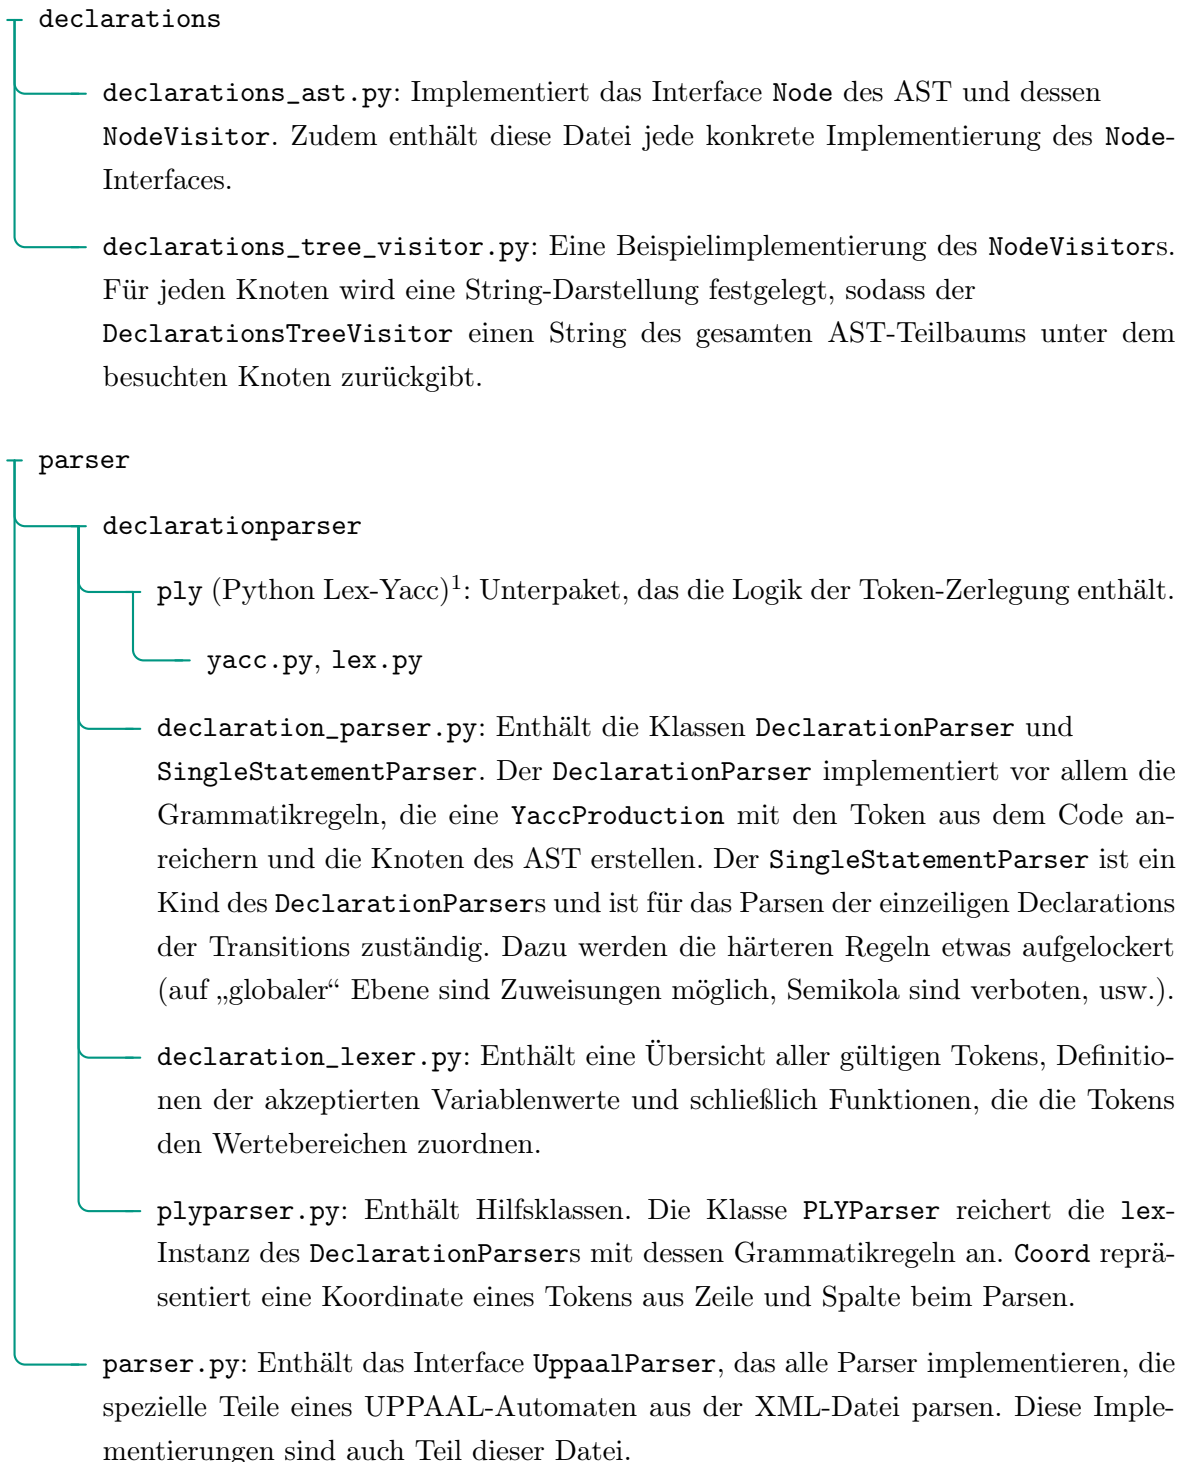 declarations
declarations_ast.py: Implementiert das Interface Node des AST und dessen
NodeVisitor. Zudem enthält diese Datei jede konkrete Implementierung des Node-
Interfaces.
declarations_tree_visitor.py: Eine Beispielimplementierung des NodeVisitors.
Für jeden Knoten wird eine String-Darstellung festgelegt, sodass der
DeclarationsTreeVisitor einen String des gesamten AST-Teilbaums unter dem
besuchten Knoten zurückgibt.
parser
declarationparser
ply (Python Lex-Yacc)¹: Unterpaket, das die Logik der Token-Zerlegung enthält.
yacc.py, lex.py
declaration_parser.py: Enthält die Klassen DeclarationParser und
SingleStatementParser. Der DeclarationParser implementiert vor allem die
Grammatikregeln, die eine YaccProduction mit den Token aus dem Code an-
reichern und die Knoten des AST erstellen. Der SingleStatementParser ist ein
Kind des DeclarationParsers und ist für das Parsen der einzeiligen Declarations
der Transitions zuständig. Dazu werden die härteren Regeln etwas aufgelockert
(auf „globaler“ Ebene sind Zuweisungen möglich, Semikola sind verboten, usw.).
declaration_lexer.py: Enthält eine Übersicht aller gültigen Tokens, Definitio-
nen der akzeptierten Variablenwerte und schließlich Funktionen, die die Tokens
den Wertebereichen zuordnen.
plyparser.py: Enthält Hilfsklassen. Die Klasse PLYParser reichert die lex-
Instanz des DeclarationParsers mit dessen Grammatikregeln an. Coord reprä-
sentiert eine Koordinate eines Tokens aus Zeile und Spalte beim Parsen.
parser.py: Enthält das Interface UppaalParser, das alle Parser implementieren, die
spezielle Teile eines UPPAAL-Automaten aus der XML-Datei parsen. Diese Imple-
mentierungen sind auch Teil dieser Datei.